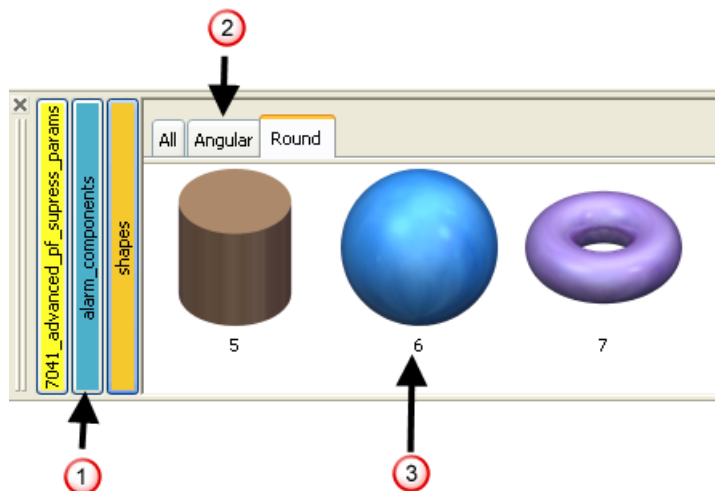 2
7041_advanced_pf_supress_params
alarm_components
shapes
All Angular Round
5 6 7
1 3